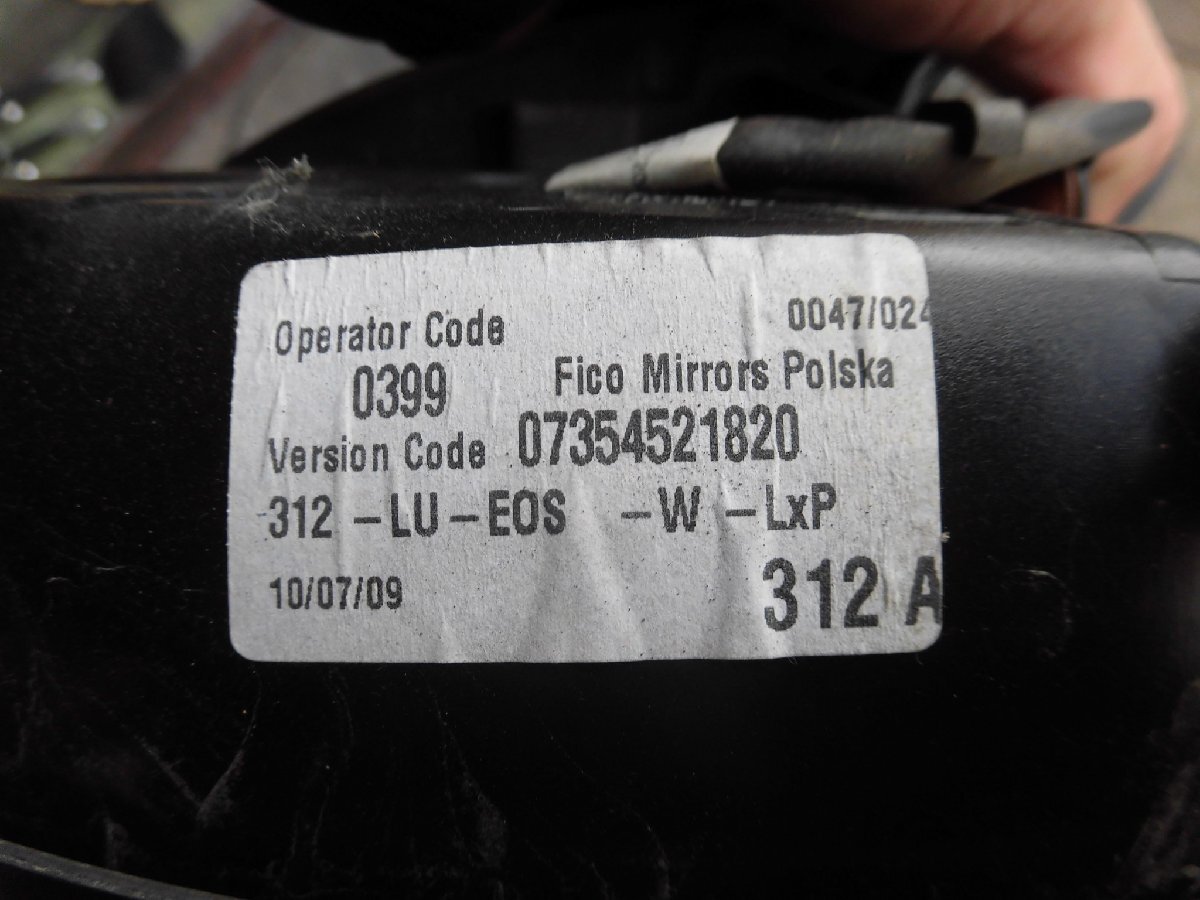 Operator Code 0047/024
0399 Fico Mirrors Polska
Version Code 07354521820
312 -LU-EOS -W -LxP
10/07/09 312 A